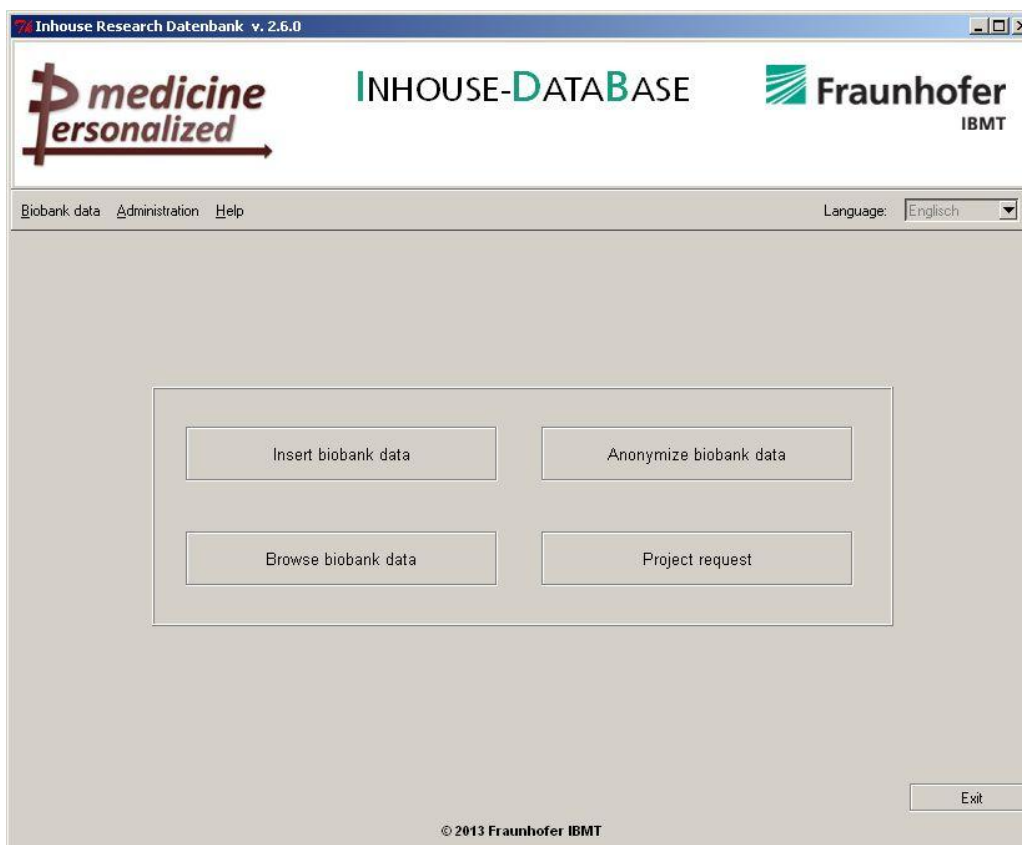 Inhouse Research Datenbank v. 2.6.0
p medicine
personalized
INHOUSE-DATABASE
Fraunhofer
IBMT
Biobank data Administration Help Language: Englisch
Insert biobank data Anonymize biobank data
Browse biobank data Project request
Exit
© 2013 Fraunhofer IBMT